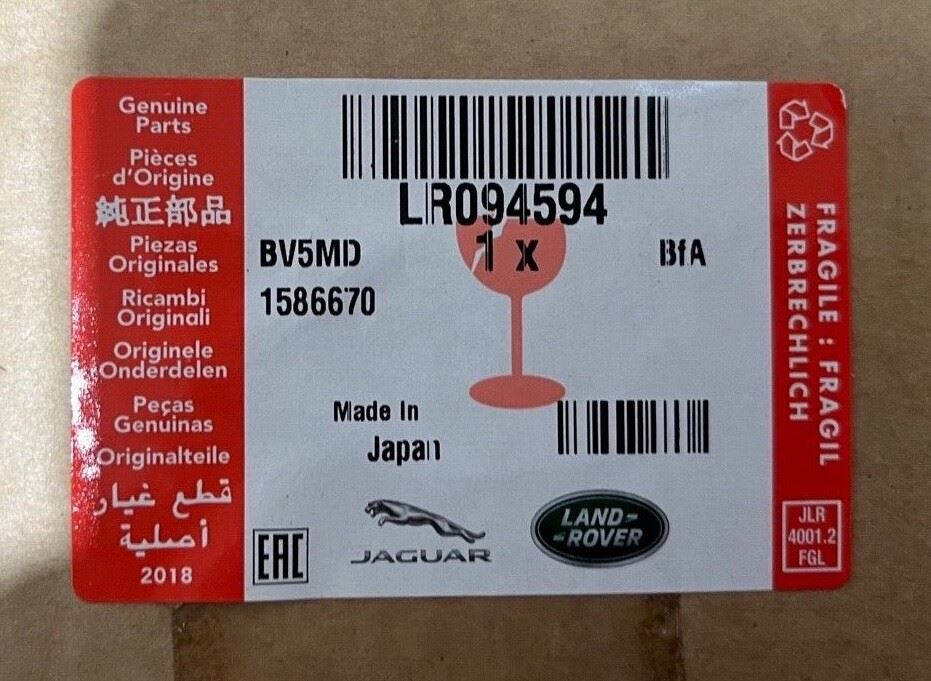 Genuine
Parts
Pièces
d'Origine
純正部品
Piezas
Originales
Ricambi
Originali
Originele
Onderdelen
Peças
Genuinas
Originalteile
قطع غيار
أصلية
2018
LR094594
1 x
BV5MD
BfA
1586670
Made In
Japan
EAC
JAGUAR
LAND-
-ROVER
FRAGILE : FRAGIL
ZERBRECHLICH
JLR
4001.2
FGL